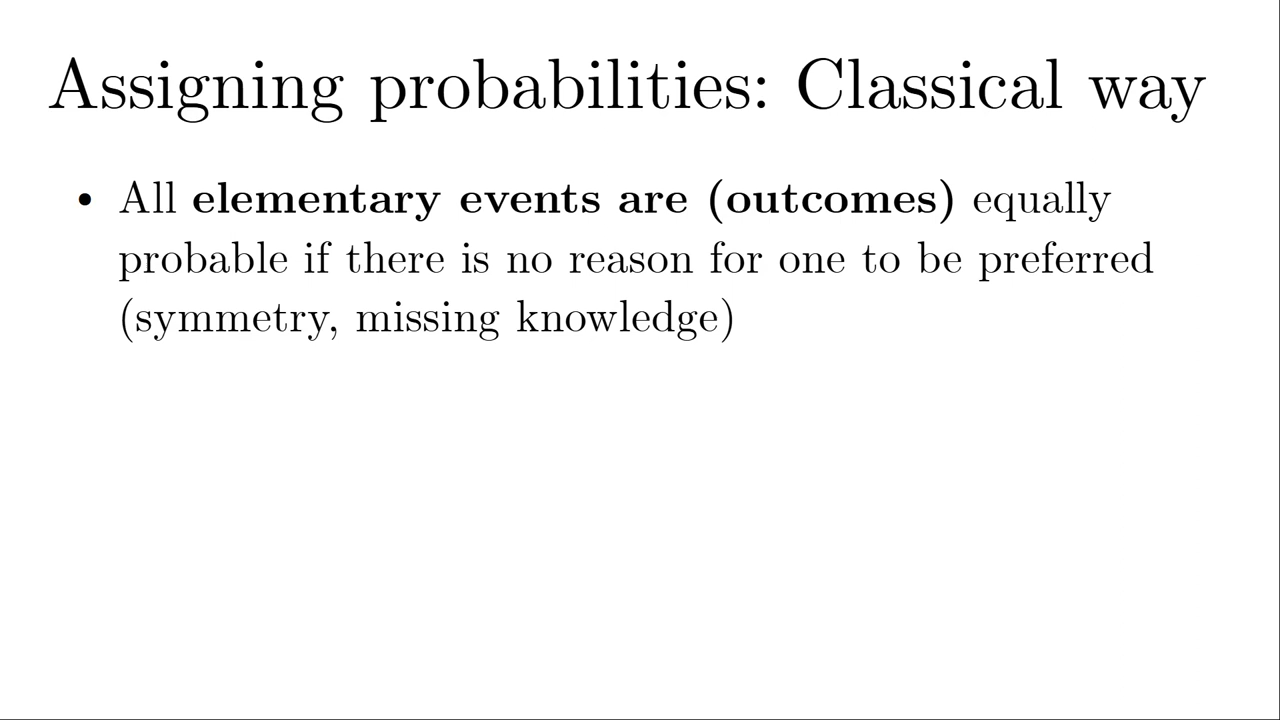 Assigning probabilities: Classical way
• All elementary events are (outcomes) equally
probable if there is no reason for one to be preferred
(symmetry, missing knowledge)